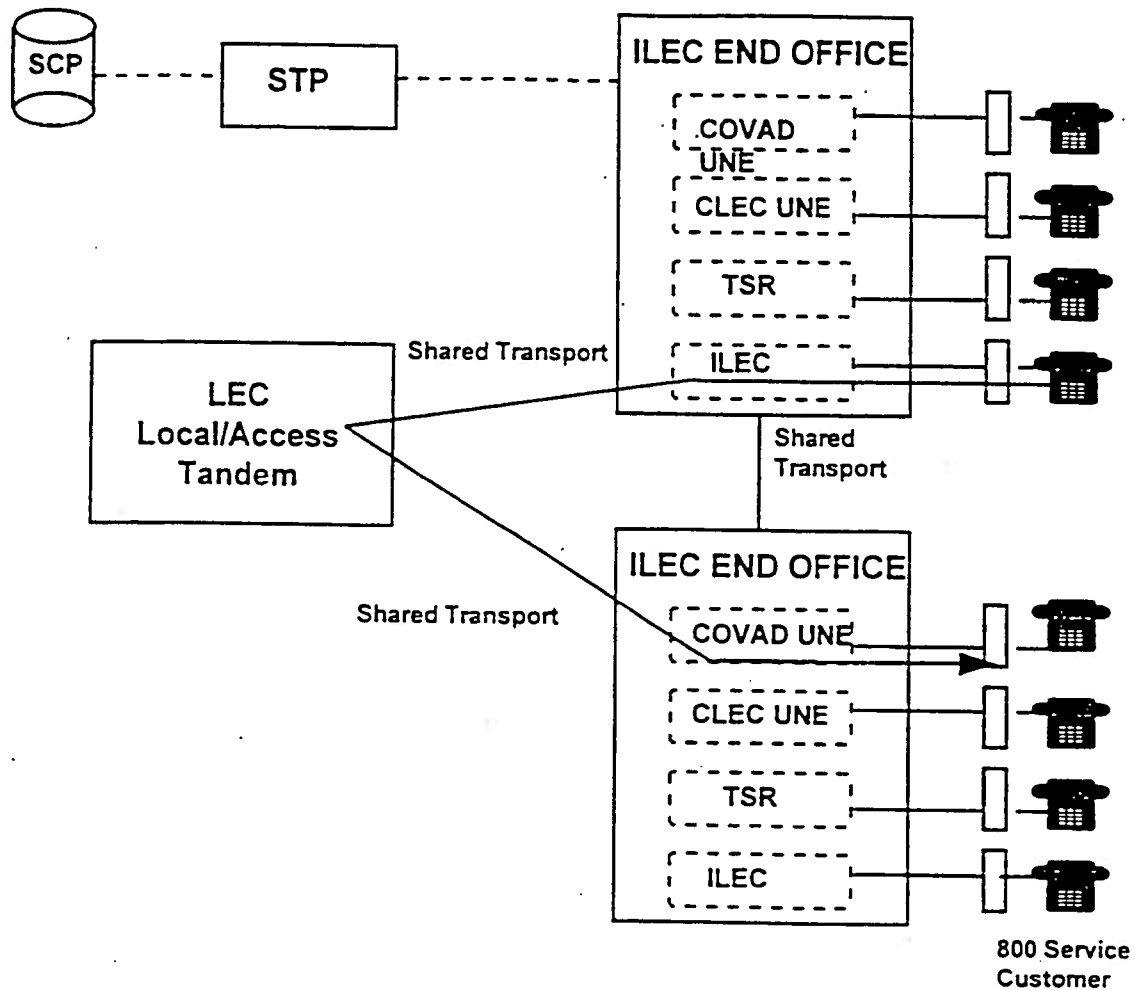 SCP
STP
ILEC END OFFICE
COVAD
UNE
CLEC UNE
TSR
ILEC
Shared Transport
LEC
Local/Access
Tandem
Shared
Transport
ILEC END OFFICE
Shared Transport
COVAD UNE
CLEC UNE
TSR
ILEC
800 Service
Customer